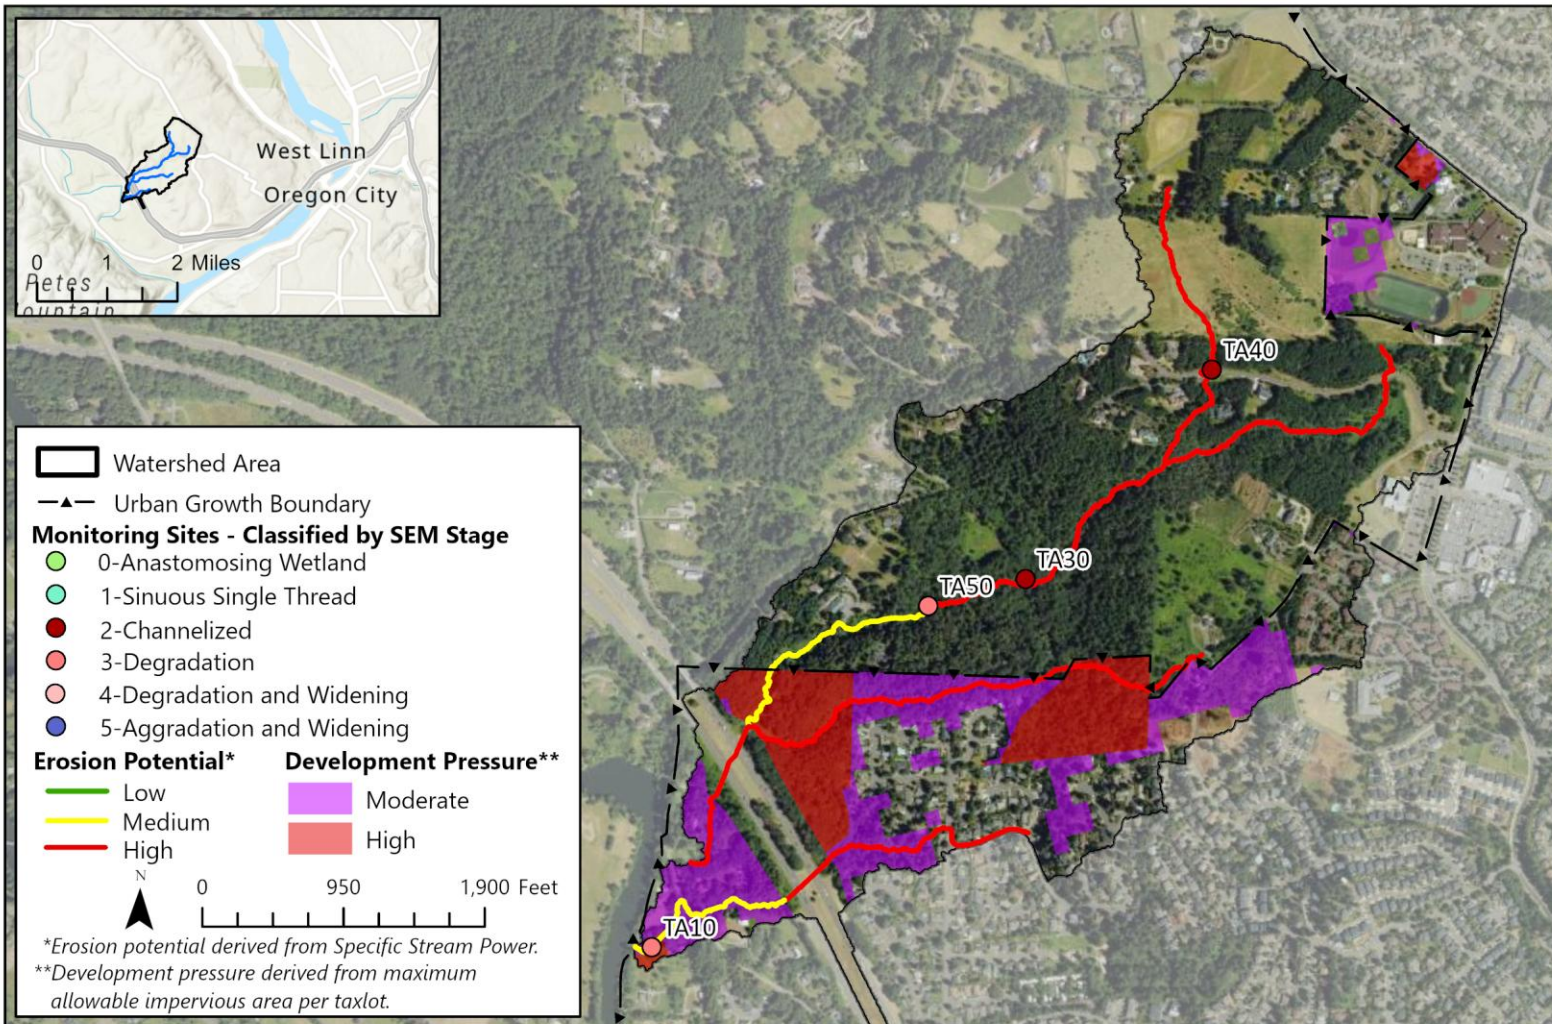 West Linn
Oregon City
0 1 2 Miles
Petes
ountain
TA40
TA30
TA50
TA10
Watershed Area
Urban Growth Boundary
Monitoring Sites - Classified by SEM Stage
0-Anastomosing Wetland
1-Sinuous Single Thread
2-Channelized
3-Degradation
4-Degradation and Widening
5-Aggradation and Widening
Erosion Potential* Development Pressure**
Low
Moderate
Medium
High
High
N
0 950 1,900 Feet
*Erosion potential derived from Specific Stream Power.
**Development pressure derived from maximum
allowable impervious area per taxlot.